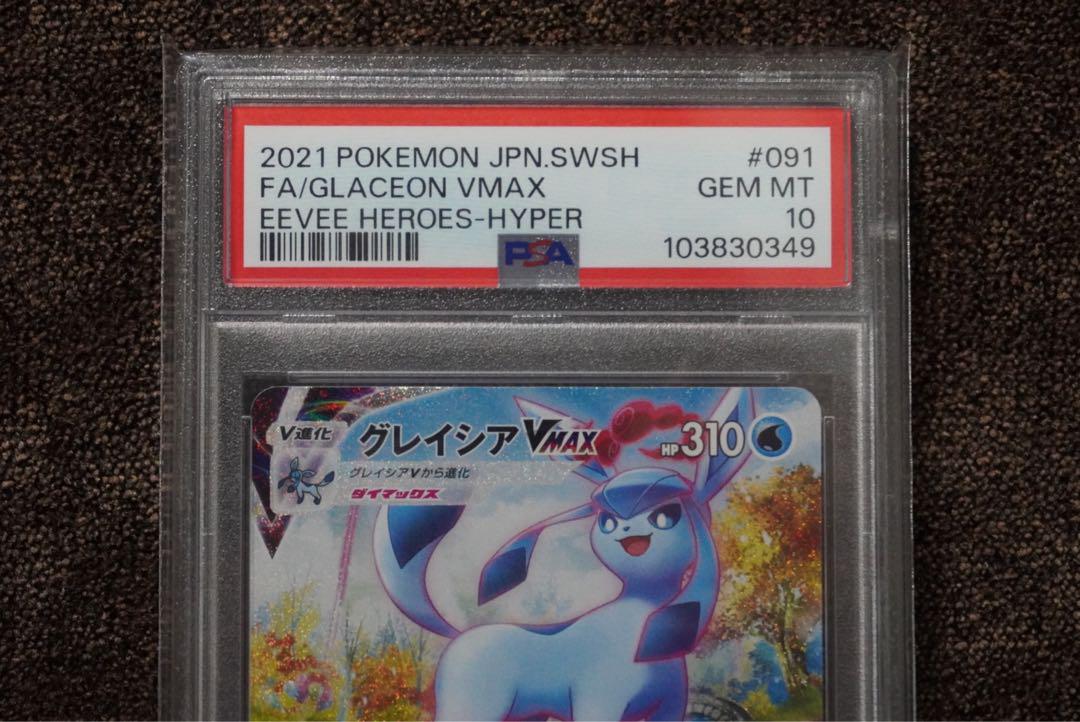 2021 POKEMON JPN.SWSH #091
FA/GLACEON VMAX GEM MT
EEVEE HEROES-HYPER 10
PSA 103830349
V進化 グレイシアVMAX HP310
グレイシアVから進化
ダイマックス